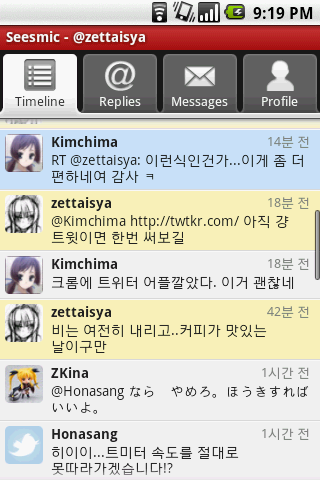 9:19 PM
Seesmic - @zettaisya
Timeline
Replies
Messages
Profile
Kimchima
14분 전
RT @zettaisya: 이런식인건가...이게 좀 더
편하네여 감사 ㅋ
zettaisya
18분 전
@Kimchima http://twtkr.com/ 아직 걍
트윗이면 한번 써보길
Kimchima
18분 전
크롬에 트위터 어플깔았다. 이거 괜찮네
zettaisya
42분 전
비는 여전히 내리고..커피가 맛있는
날이구만
ZKina
1시간 전
@Honasang なら　やめろ。ほうきすれば
いいよ。
Honasang
1시간 전
히이이...트미터 속도를 절대로
못따라가겠습니다!?